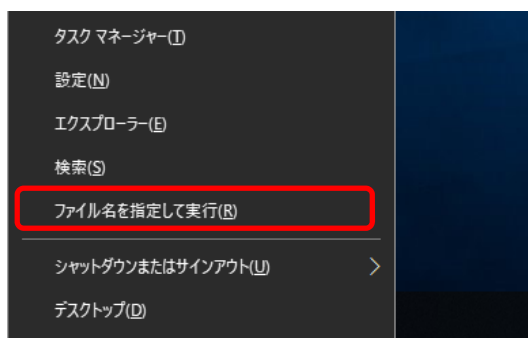 タスク マネージャー(T)
設定(N)
エクスプローラー(E)
検索(S)
ファイル名を指定して実行(R)
シャットダウンまたはサインアウト(U)
デスクトップ(D)